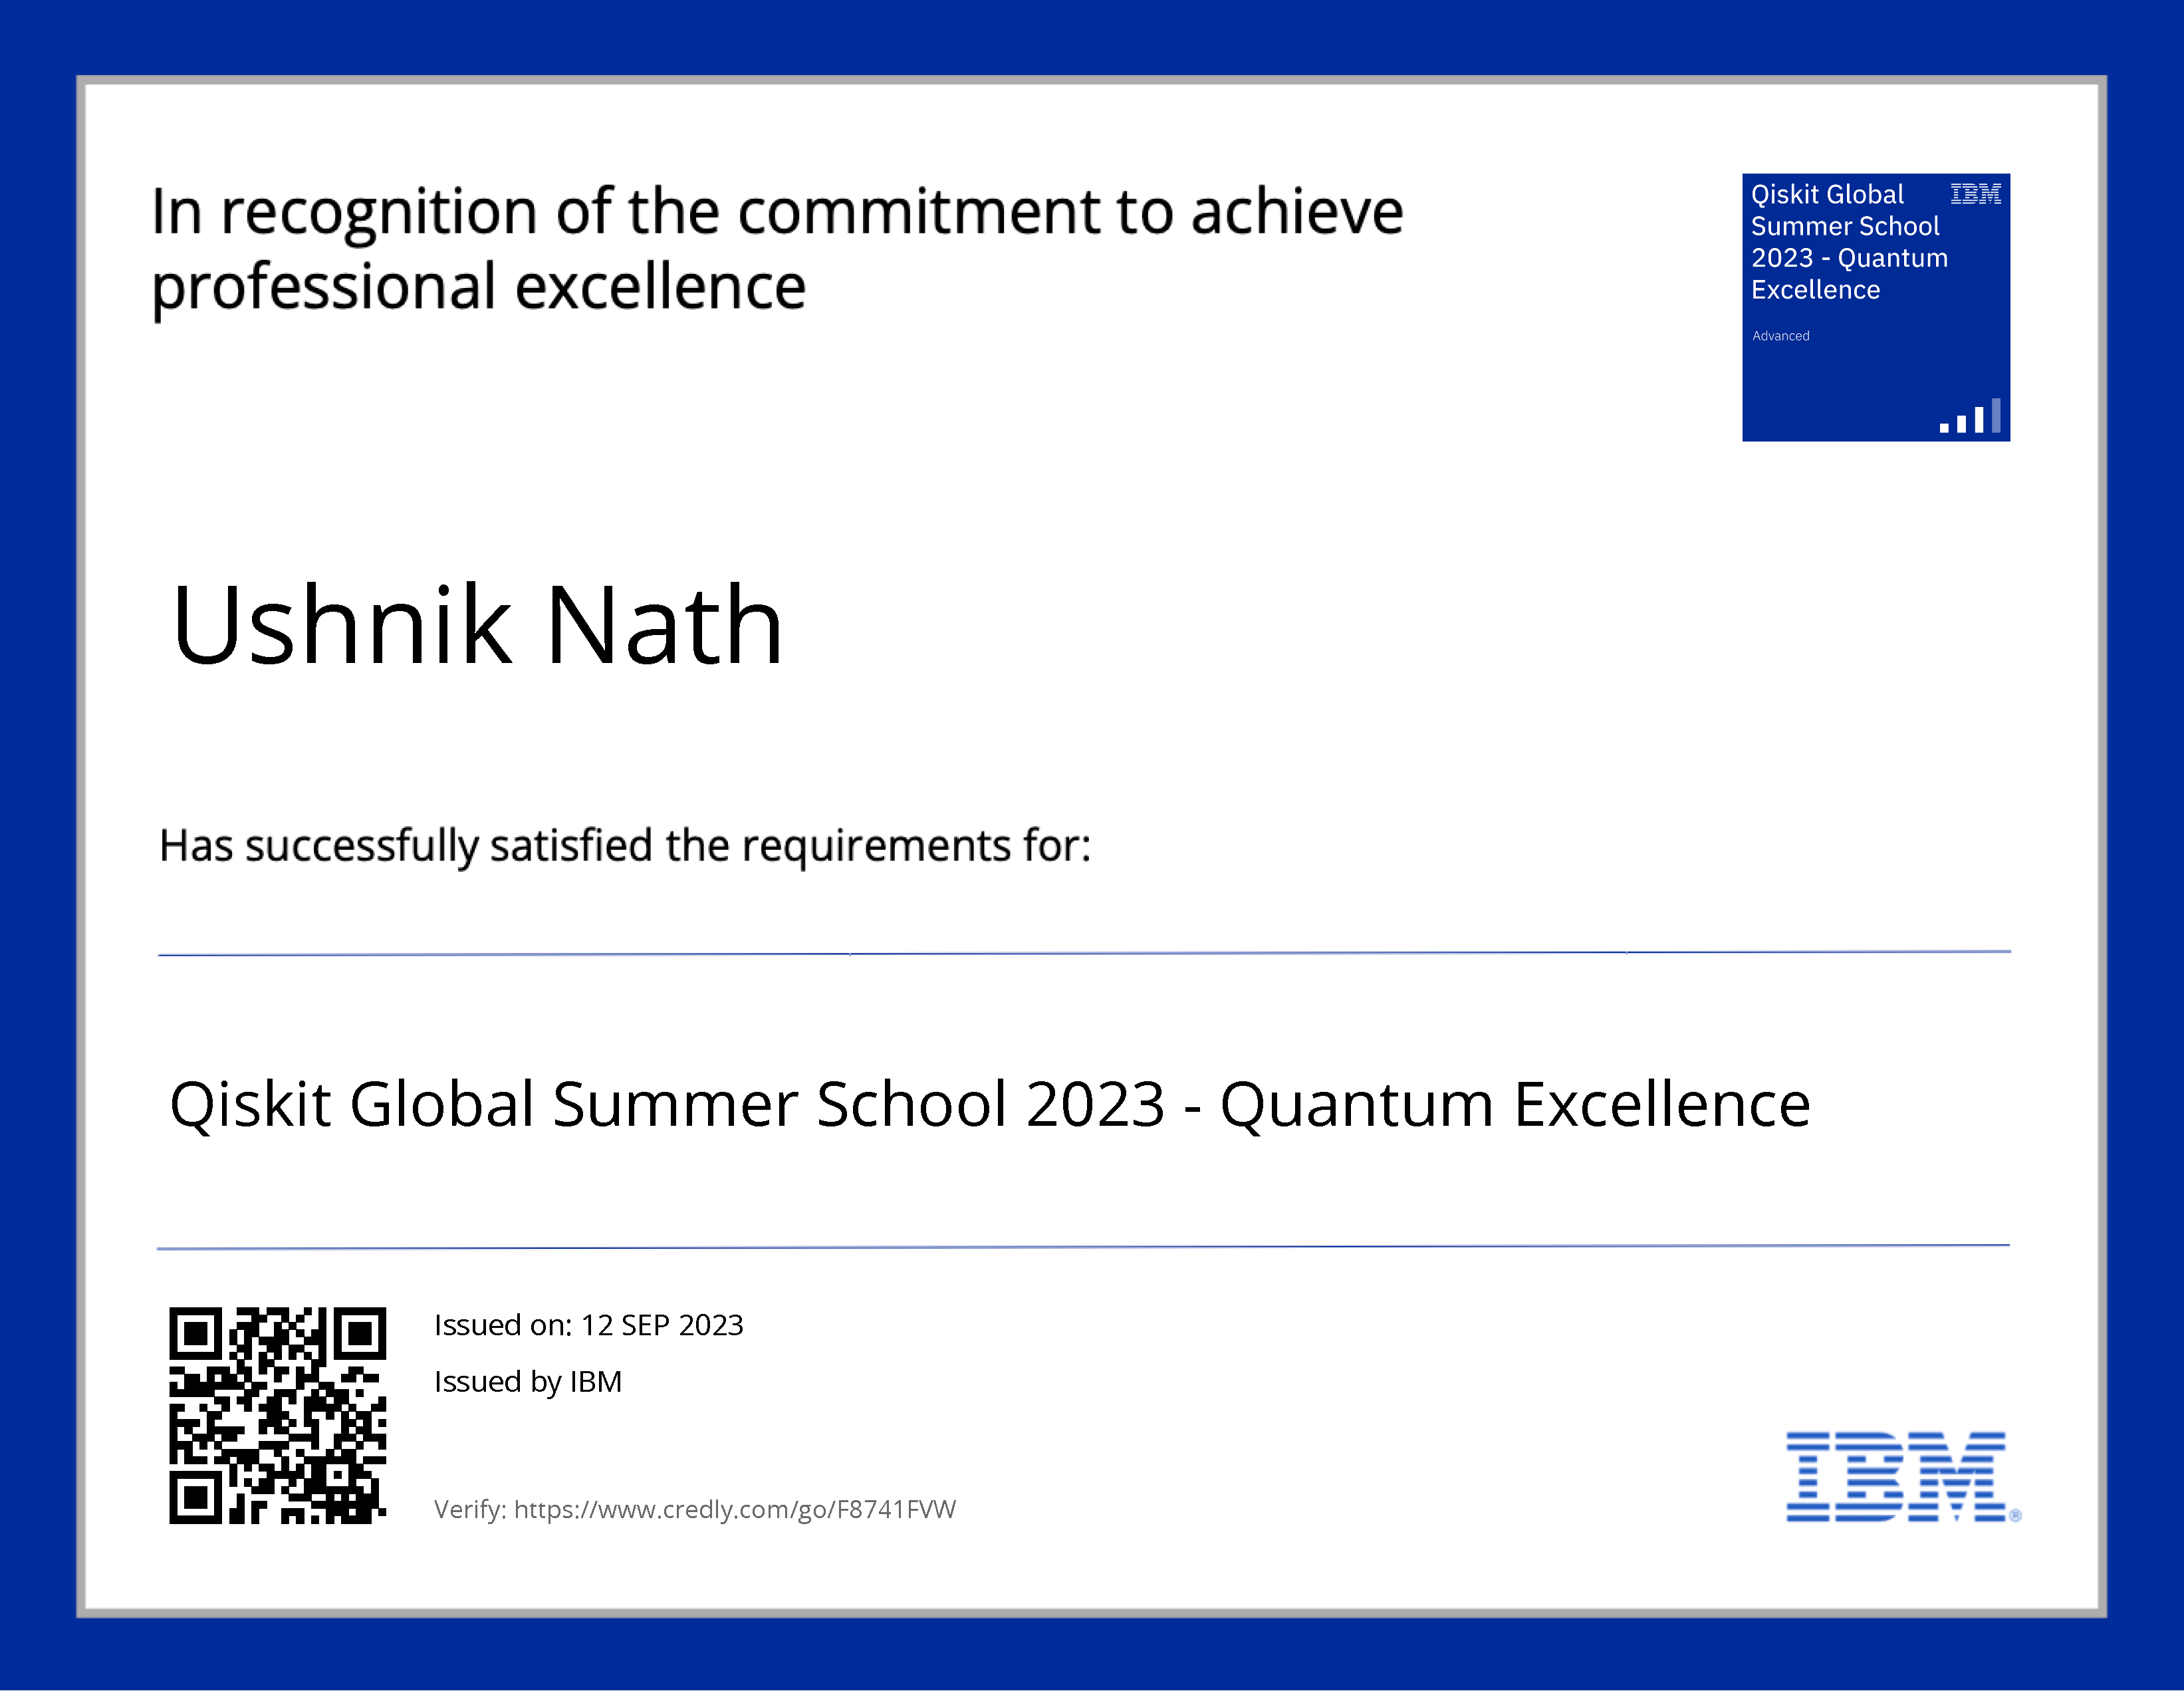 In recognition of the commitment to achieve
professional excellence
Qiskit Global
Summer School
2023 - Quantum
Excellence
IBM
Advanced
Ushnik Nath
Has successfully satisfied the requirements for:
Qiskit Global Summer School 2023 - Quantum Excellence
Issued on: 12 SEP 2023
Issued by IBM
Verify: https://www.credly.com/go/F8741FVW
IBM®